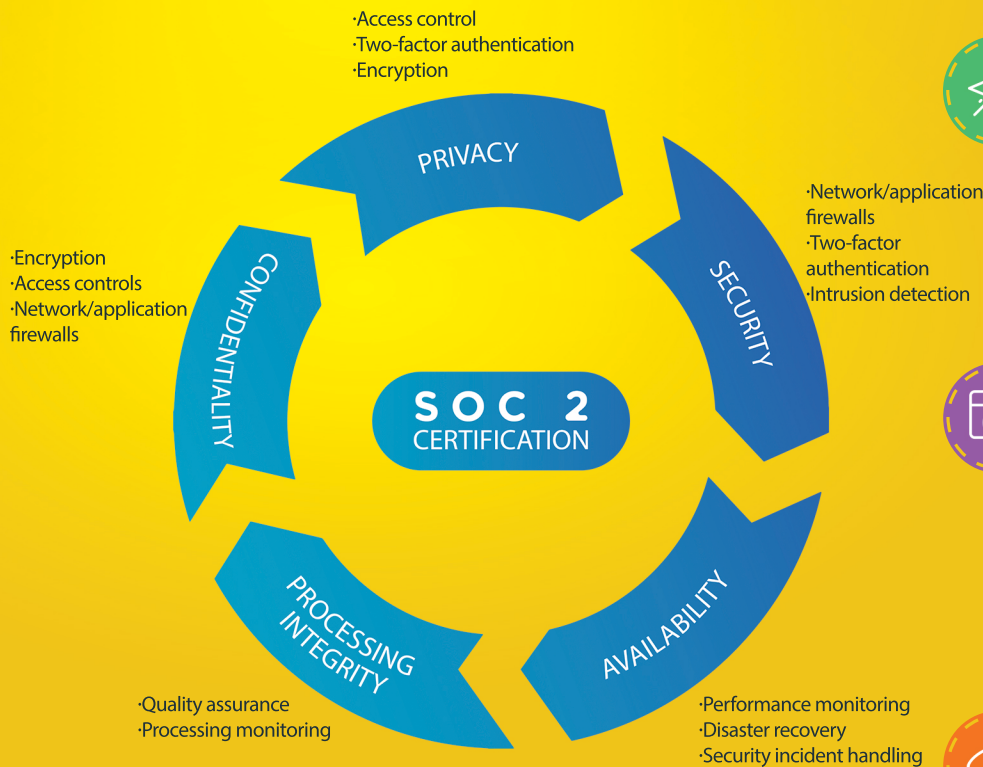 ·Access control
·Two-factor authentication
·Encryption
PRIVACY
·Network/application
firewalls
·Two-factor
authentication
·Intrusion detection
SECURITY
·Encryption
·Access controls
·Network/application
firewalls
CONFIDENTIALITY
SOC 2
CERTIFICATION
AVAILABILITY
·Performance monitoring
·Disaster recovery
·Security incident handling
PROCESSING
INTEGRITY
·Quality assurance
·Processing monitoring